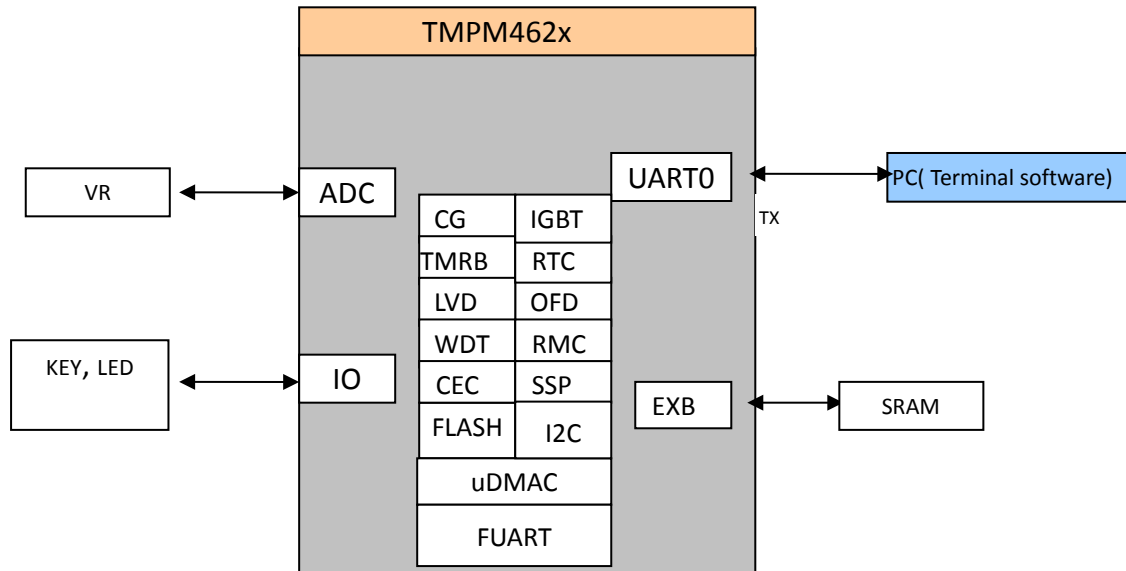 TMPM462x
VR
ADC
UART0
PC( Terminal software)
TX
CG
IGBT
TMRB
RTC
LVD
OFD
WDT
RMC
KEY, LED
IO
CEC
SSP
EXB
SRAM
FLASH
I2C
uDMAC
FUART